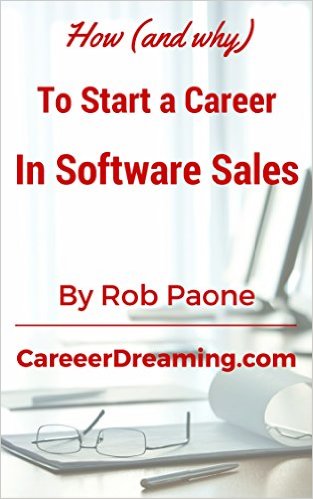 How (and why)
To Start a Career
In Software Sales
By Rob Paone
CareeerDreaming.com